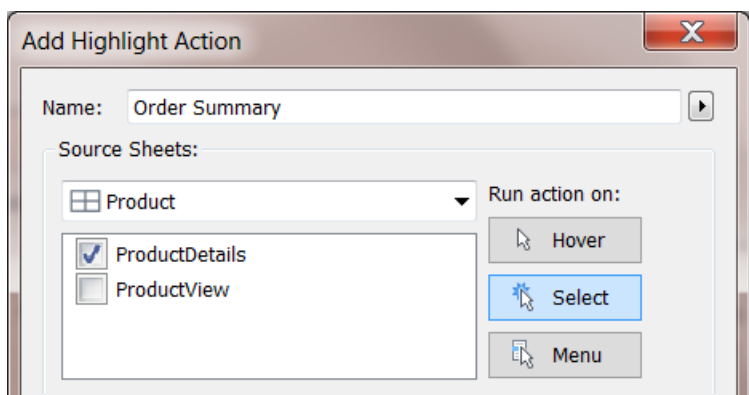 Add Highlight Action
Name: Order Summary
Source Sheets:
Product
Run action on:
ProductDetails
ProductView
Hover
Select
Menu